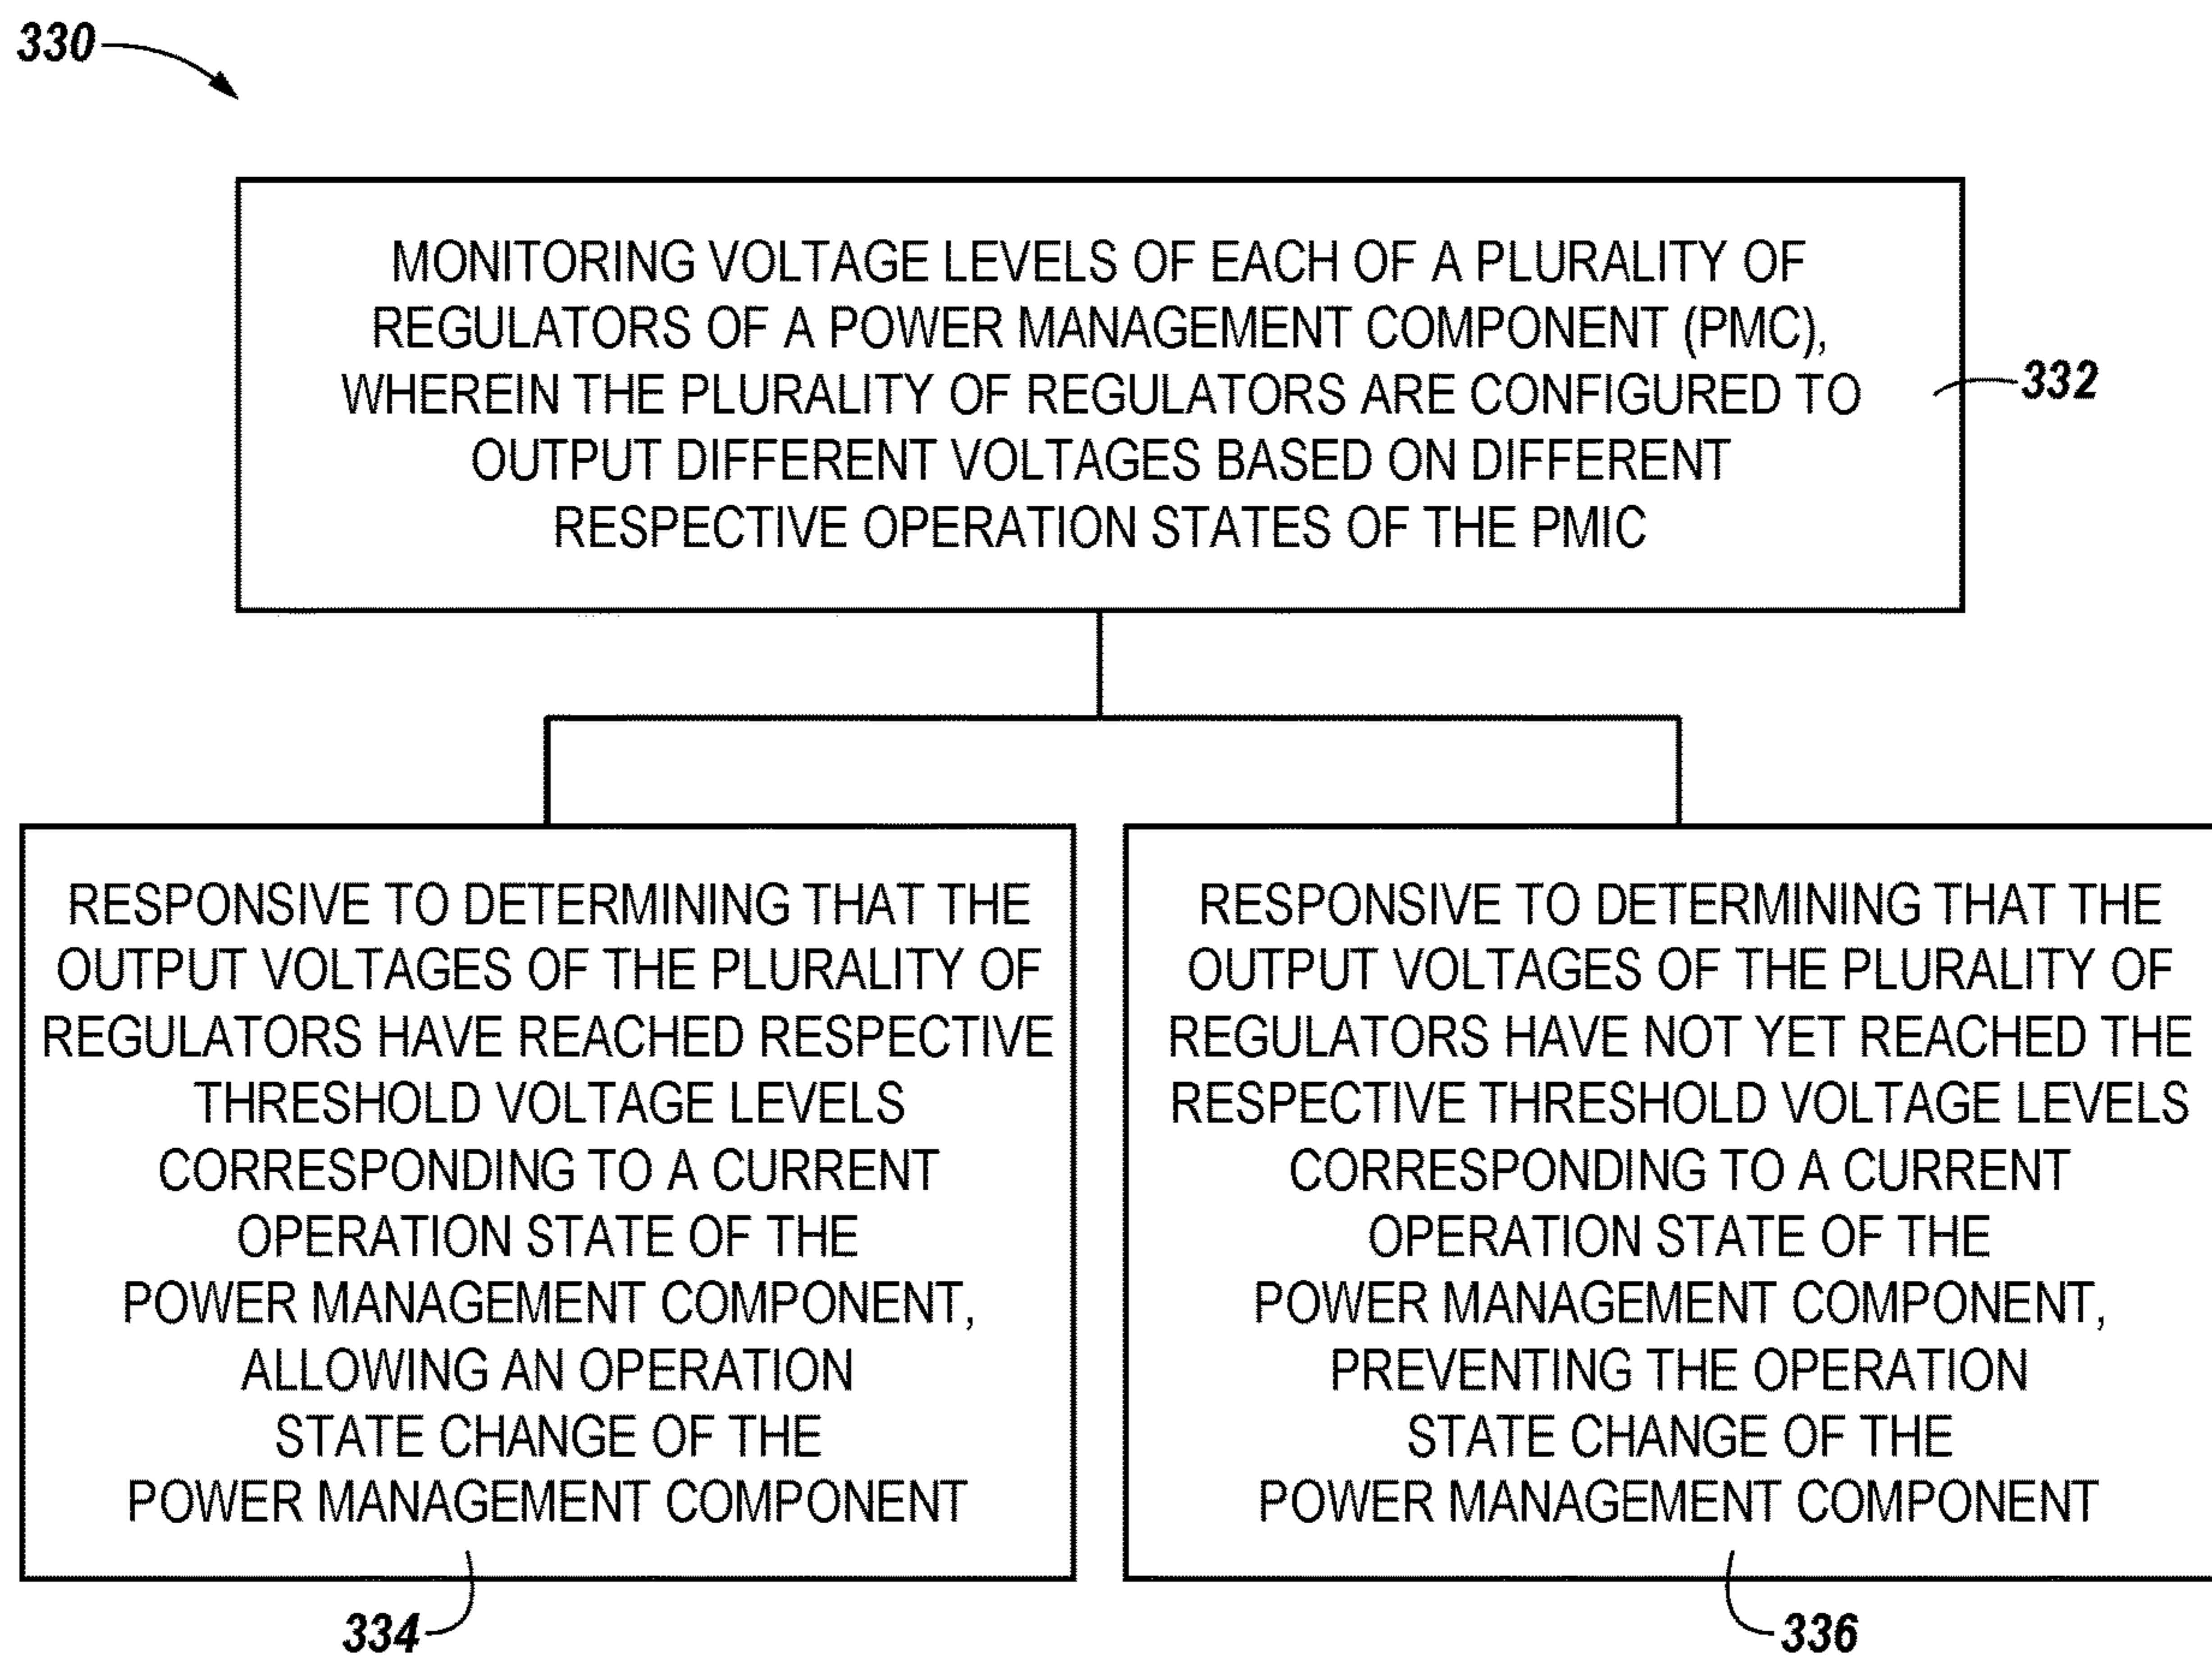 330
MONITORING VOLTAGE LEVELS OF EACH OF A PLURALITY OF
REGULATORS OF A POWER MANAGEMENT COMPONENT (PMC),
WHEREIN THE PLURALITY OF REGULATORS ARE CONFIGURED TO
OUTPUT DIFFERENT VOLTAGES BASED ON DIFFERENT
RESPECTIVE OPERATION STATES OF THE PMIC
332
RESPONSIVE TO DETERMINING THAT THE
OUTPUT VOLTAGES OF THE PLURALITY OF
REGULATORS HAVE REACHED RESPECTIVE
THRESHOLD VOLTAGE LEVELS
CORRESPONDING TO A CURRENT
OPERATION STATE OF THE
POWER MANAGEMENT COMPONENT,
ALLOWING AN OPERATION
STATE CHANGE OF THE
POWER MANAGEMENT COMPONENT
334
RESPONSIVE TO DETERMINING THAT THE
OUTPUT VOLTAGES OF THE PLURALITY OF
REGULATORS HAVE NOT YET REACHED THE
RESPECTIVE THRESHOLD VOLTAGE LEVELS
CORRESPONDING TO A CURRENT
OPERATION STATE OF THE
POWER MANAGEMENT COMPONENT,
PREVENTING THE OPERATION
STATE CHANGE OF THE
POWER MANAGEMENT COMPONENT
336